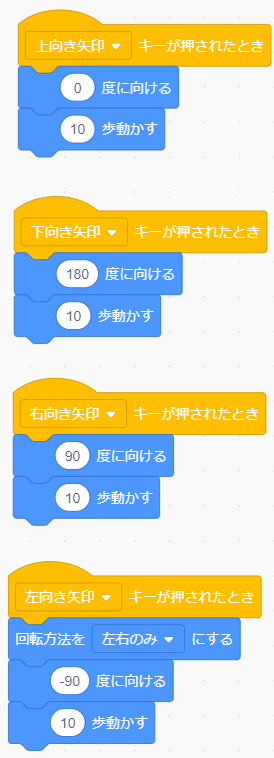 上向き矢印 キーが押されたとき
0 度に向ける
10 歩動かす
下向き矢印 キーが押されたとき
180 度に向ける
10 歩動かす
右向き矢印 キーが押されたとき
90 度に向ける
10 歩動かす
左向き矢印 キーが押されたとき
回転方法を 左右のみ にする
-90 度に向ける
10 歩動かす